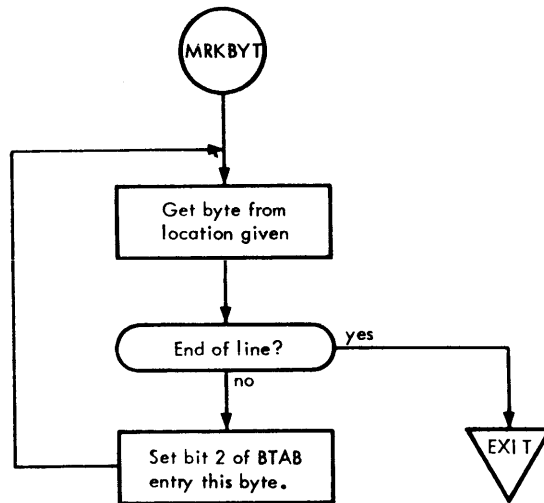 MRKBYT
Get byte from
location given
End of line?
yes
no
Set bit 2 of BTAB
entry this byte.
EXIT